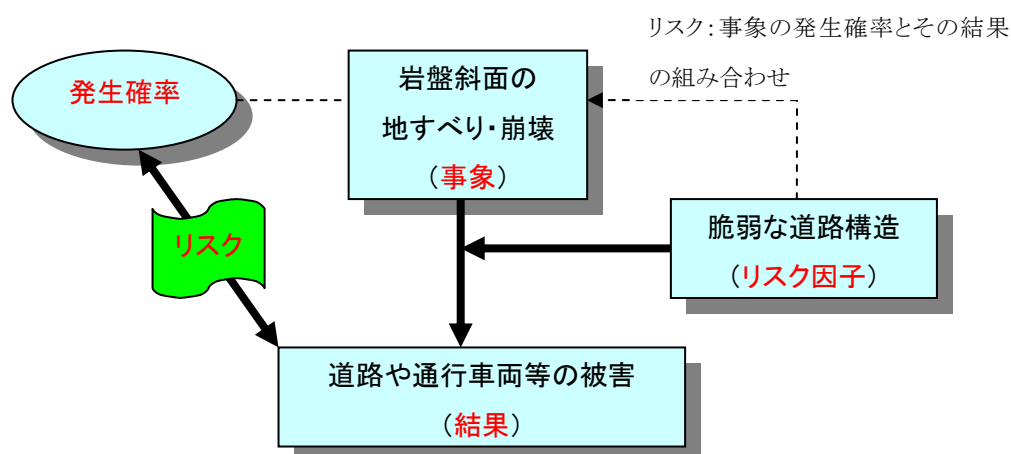 リスク：事象の発生確率とその結果
の組み合わせ
発生確率
岩盤斜面の
地すべり・崩壊
（事象）
リスク
脆弱な道路構造
（リスク因子）
道路や通行車両等の被害
（結果）